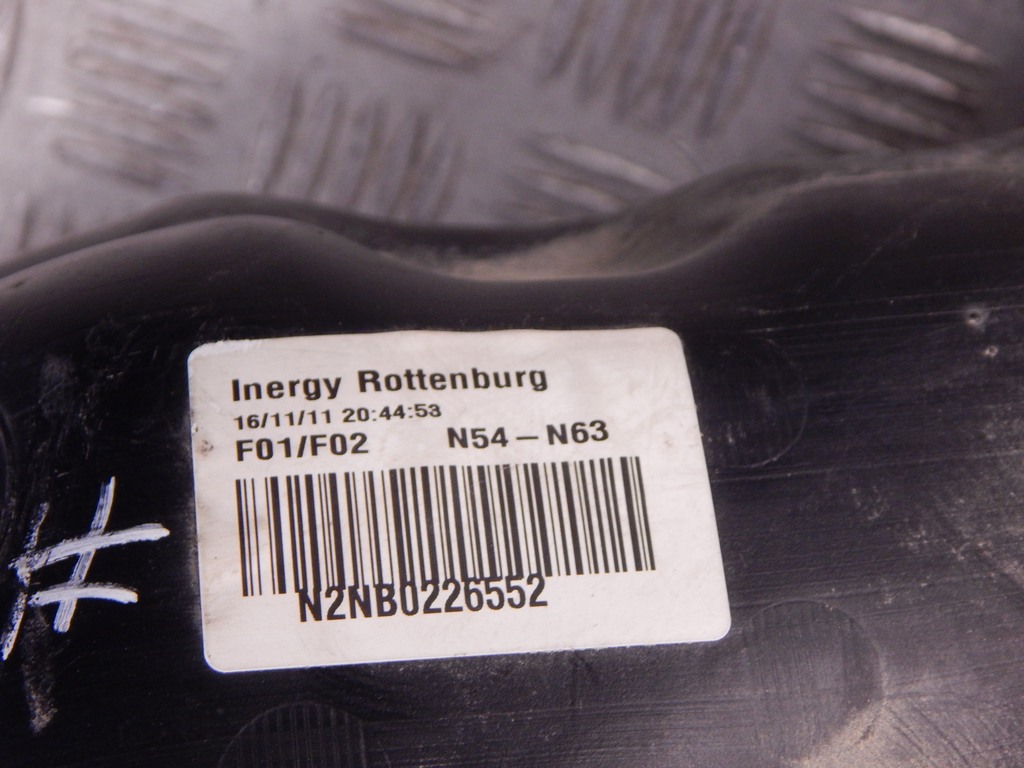 Inergy Rottenburg
16/11/11 20:44:53
F01/F02 N54-N63
N2NB0226552
#